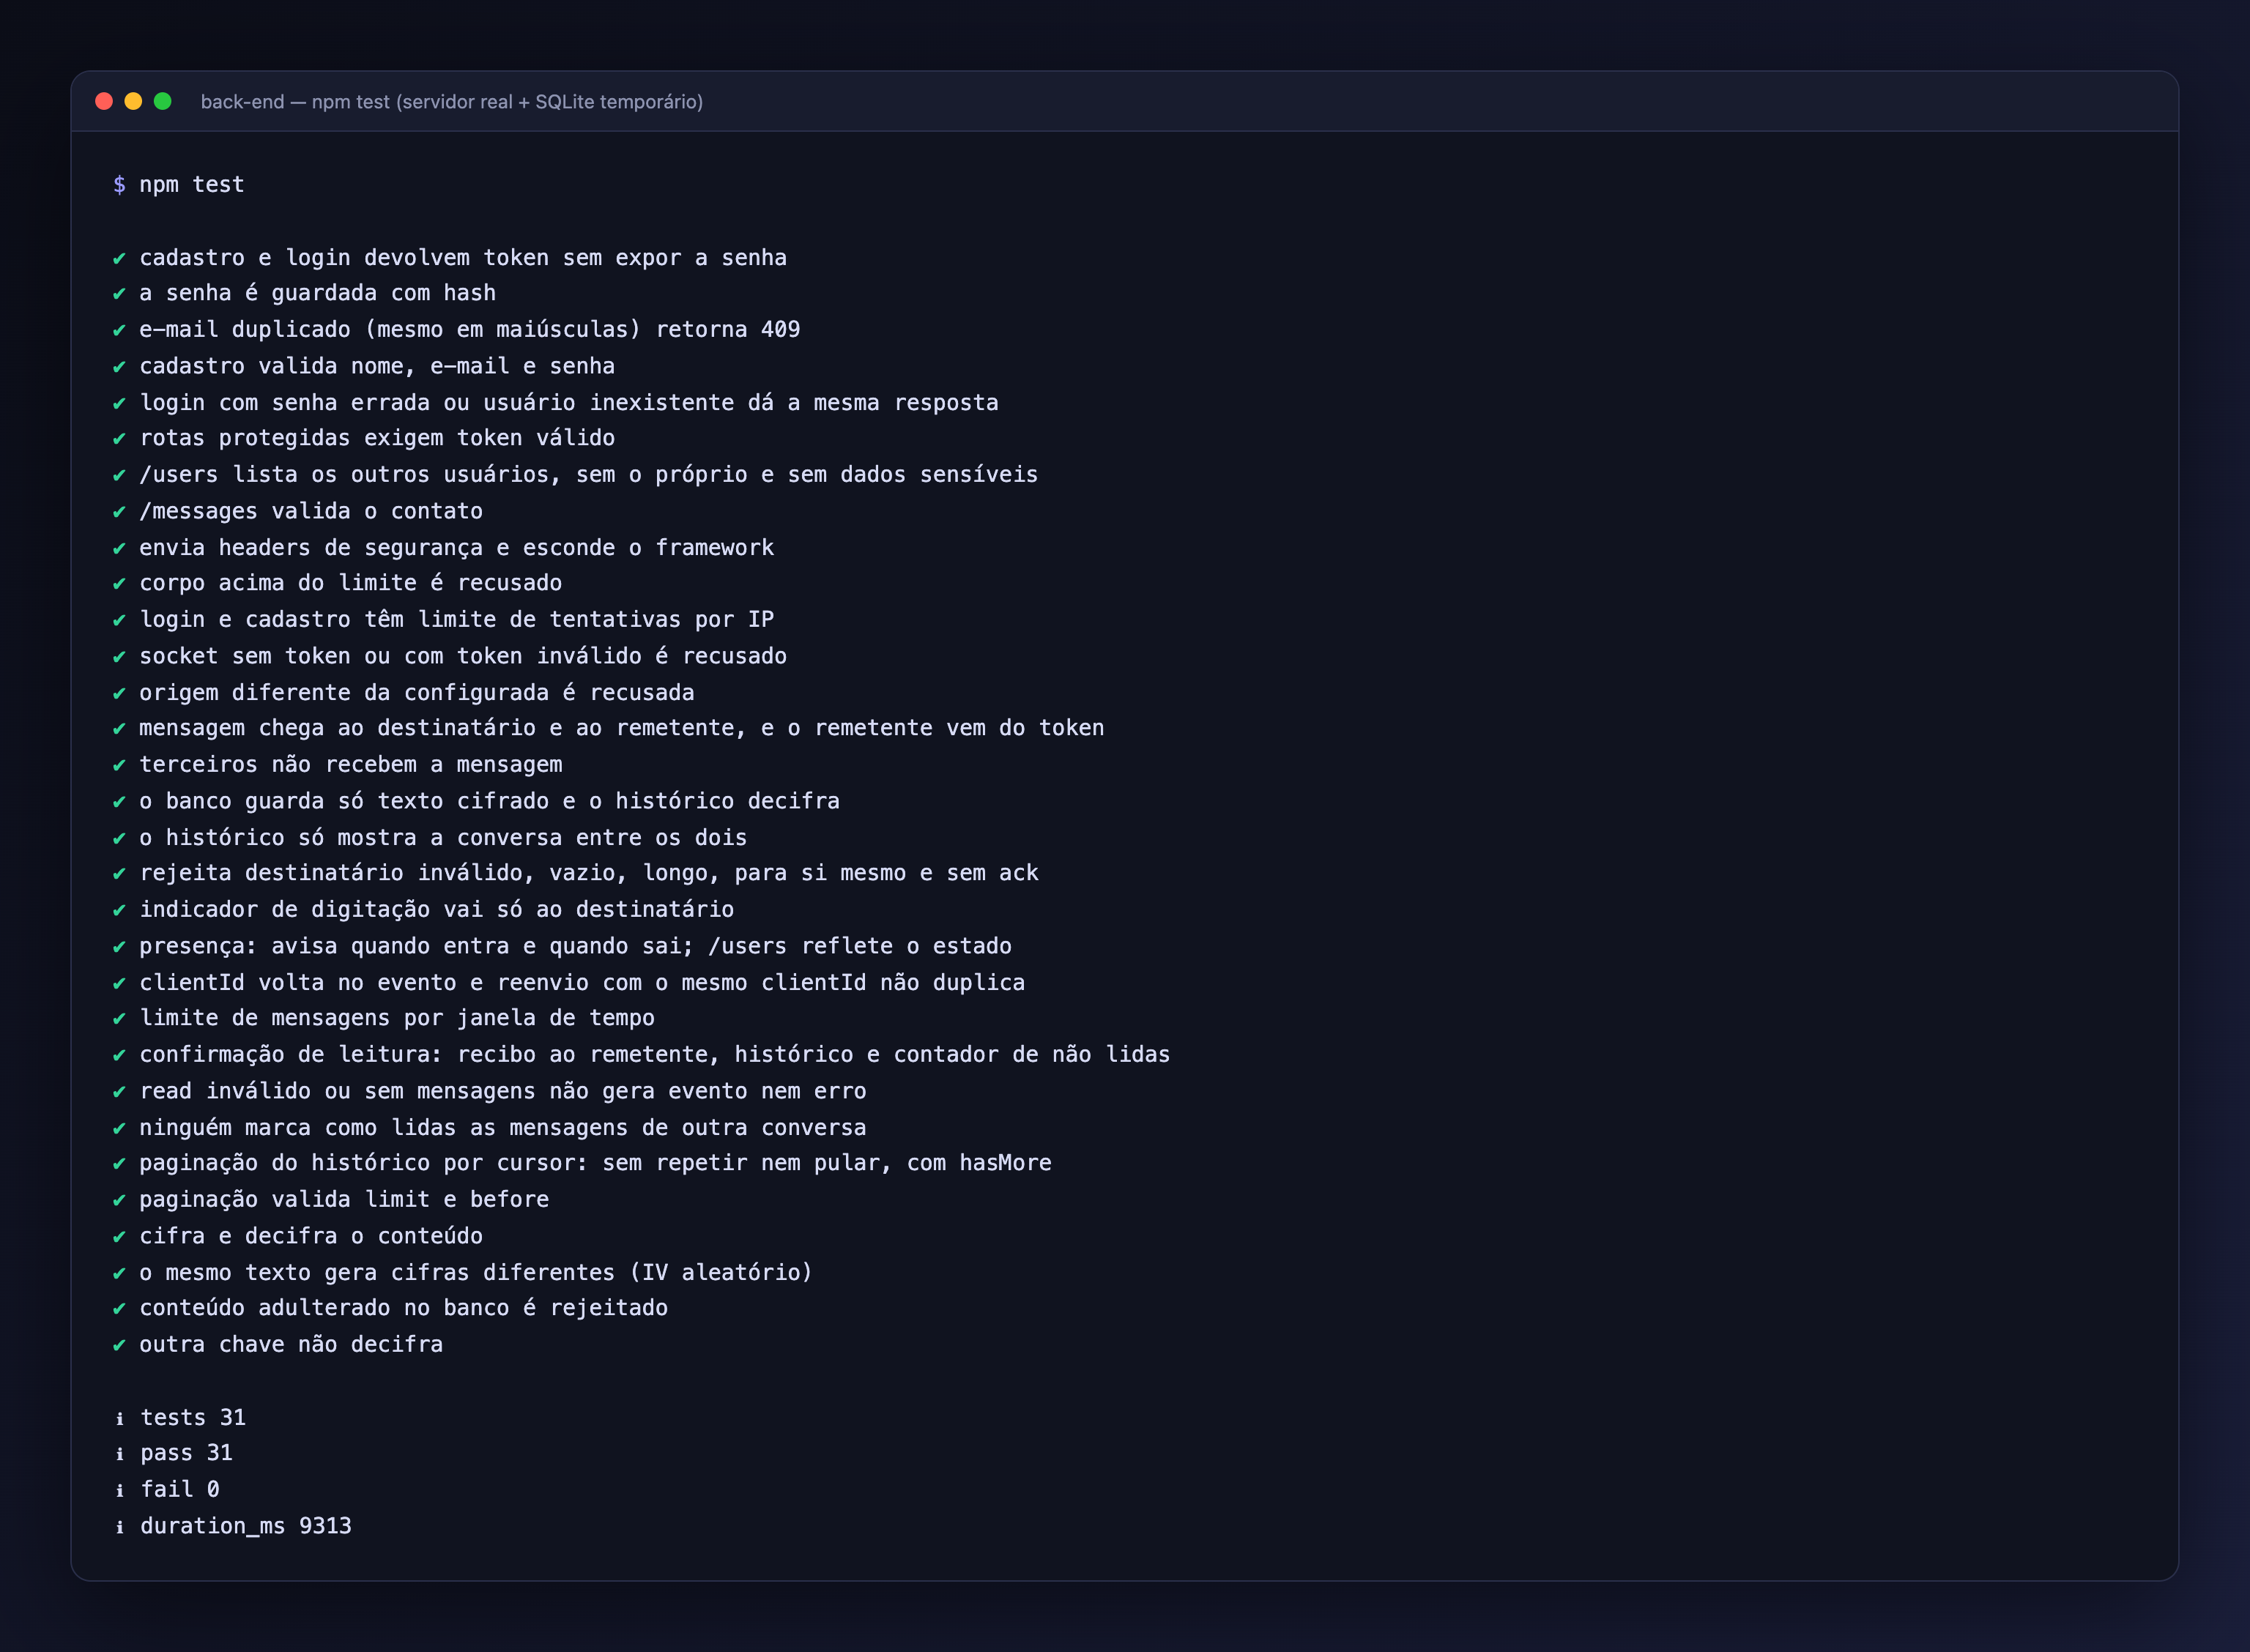 back-end — npm test (servidor real + SQLite temporário)
$ npm test
✔ cadastro e login devolvem token sem expor a senha
✔ a senha é guardada com hash
✔ e-mail duplicado (mesmo em maiúsculas) retorna 409
✔ cadastro valida nome, e-mail e senha
✔ login com senha errada ou usuário inexistente dá a mesma resposta
✔ rotas protegidas exigem token válido
✔ /users lista os outros usuários, sem o próprio e sem dados sensíveis
✔ /messages valida o contato
✔ envia headers de segurança e esconde o framework
✔ corpo acima do limite é recusado
✔ login e cadastro têm limite de tentativas por IP
✔ socket sem token ou com token inválido é recusado
✔ origem diferente da configurada é recusada
✔ mensagem chega ao destinatário e ao remetente, e o remetente vem do token
✔ terceiros não recebem a mensagem
✔ o banco guarda só texto cifrado e o histórico decifra
✔ o histórico só mostra a conversa entre os dois
✔ rejeita destinatário inválido, vazio, longo, para si mesmo e sem ack
✔ indicador de digitação vai só ao destinatário
✔ presença: avisa quando entra e quando sai; /users reflete o estado
✔ clientId volta no evento e reenvio com o mesmo clientId não duplica
✔ limite de mensagens por janela de tempo
✔ confirmação de leitura: recibo ao remetente, histórico e contador de não lidas
✔ read inválido ou sem mensagens não gera evento nem erro
✔ ninguém marca como lidas as mensagens de outra conversa
✔ paginação do histórico por cursor: sem repetir nem pular, com hasMore
✔ paginação valida limit e before
✔ cifra e decifra o conteúdo
✔ o mesmo texto gera cifras diferentes (IV aleatório)
✔ conteúdo adulterado no banco é rejeitado
✔ outra chave não decifra
ℹ tests 31
ℹ pass 31
ℹ fail 0
ℹ duration_ms 9313